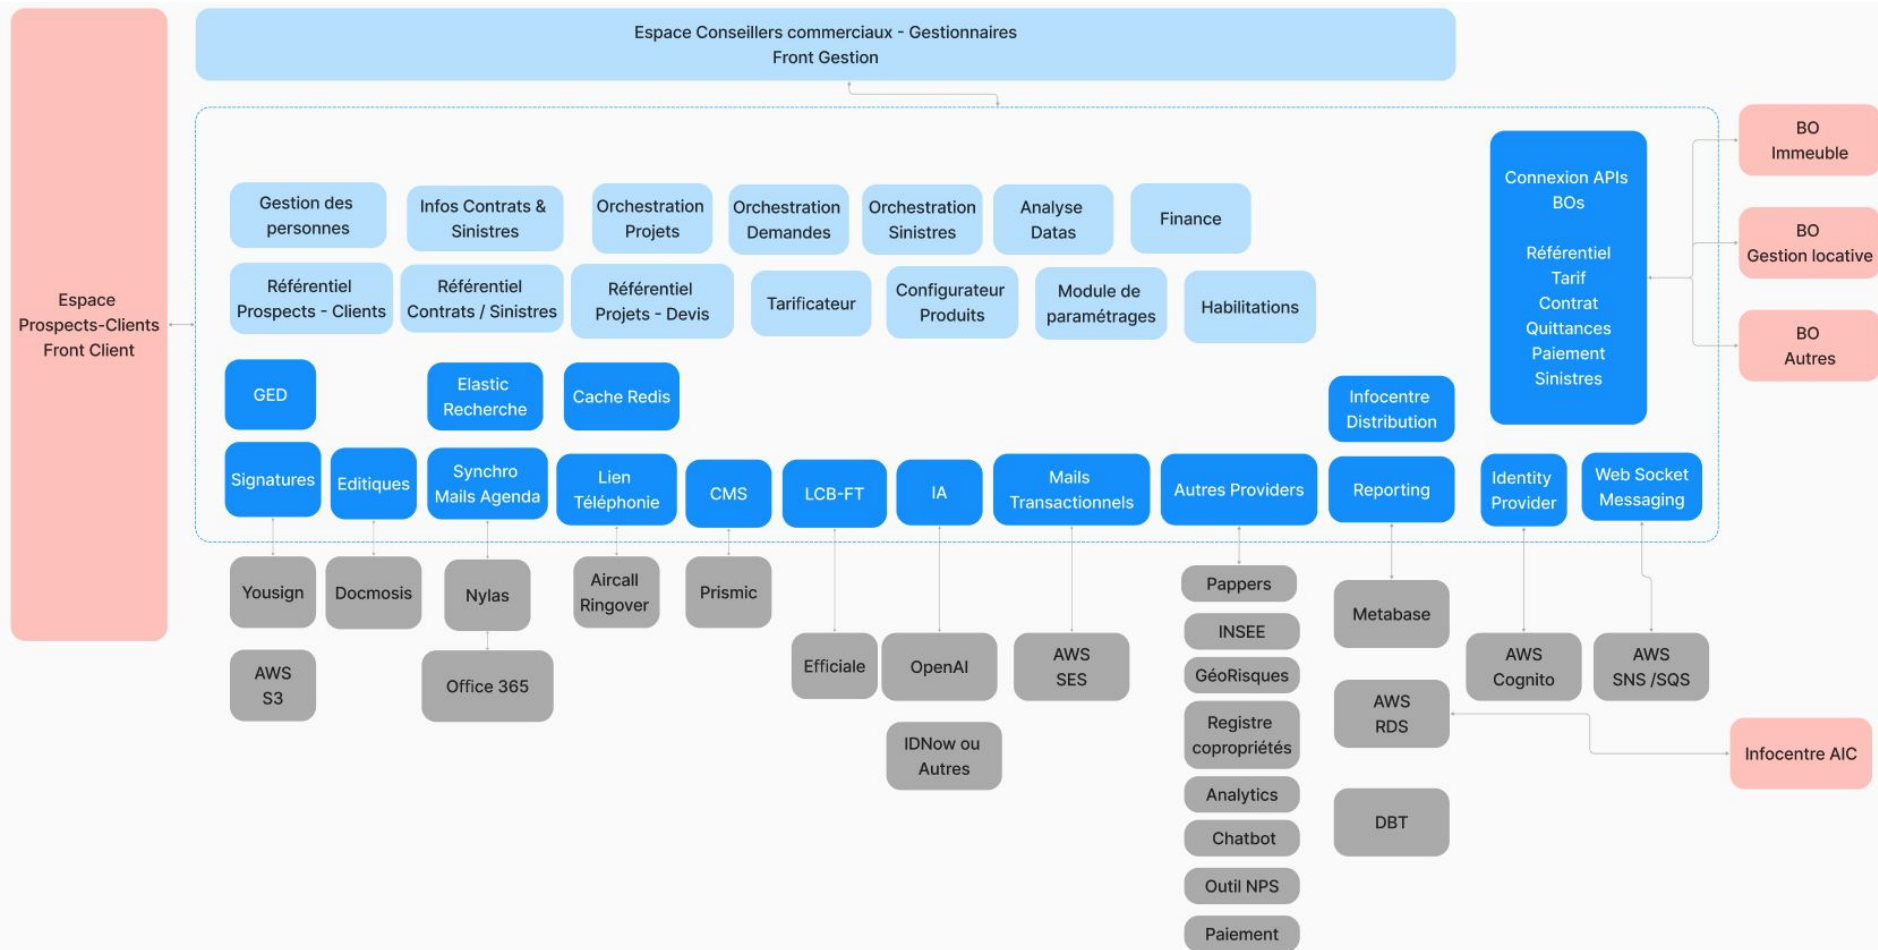 Espace Conseillers commerciaux - Gestionnaires
Front Gestion
Espace
Prospects-Clients
Front Client
Gestion des
personnes
Infos Contrats &
Sinistres
Orchestration
Projets
Orchestration
Demandes
Orchestration
Sinistres
Analyse
Datas
Finance
Référentiel
Prospects - Clients
Référentiel
Contrats / Sinistres
Référentiel
Projets - Devis
Tarificateur
Configurateur
Produits
Module de
paramétrages
Habilitations
Connexion APIs
BOs
Référentiel
Tarif
Contrat
Quittances
Paiement
Sinistres
BO
Immeuble
BO
Gestion locative
BO
Autres
GED
Elastic
Recherche
Cache Redis
Infocentre
Distribution
Signatures
Editiques
Synchro
Mails Agenda
Lien
Téléphonie
CMS
LCB-FT
IA
Mails
Transactionnels
Autres Providers
Reporting
Identity
Provider
Web Socket
Messaging
Yousign
Docmosis
Nylas
Aircall
Ringover
Prismic
Pappers
INSEE
GéoRisques
Registre
copropriétés
Analytics
Chatbot
Outil NPS
Paiement
Metabase
AWS
S3
Office 365
Efficiale
OpenAI
AWS
SES
AWS
Cognito
AWS
SNS /SQS
AWS
RDS
IDNow ou
Autres
Infocentre AIC
DBT